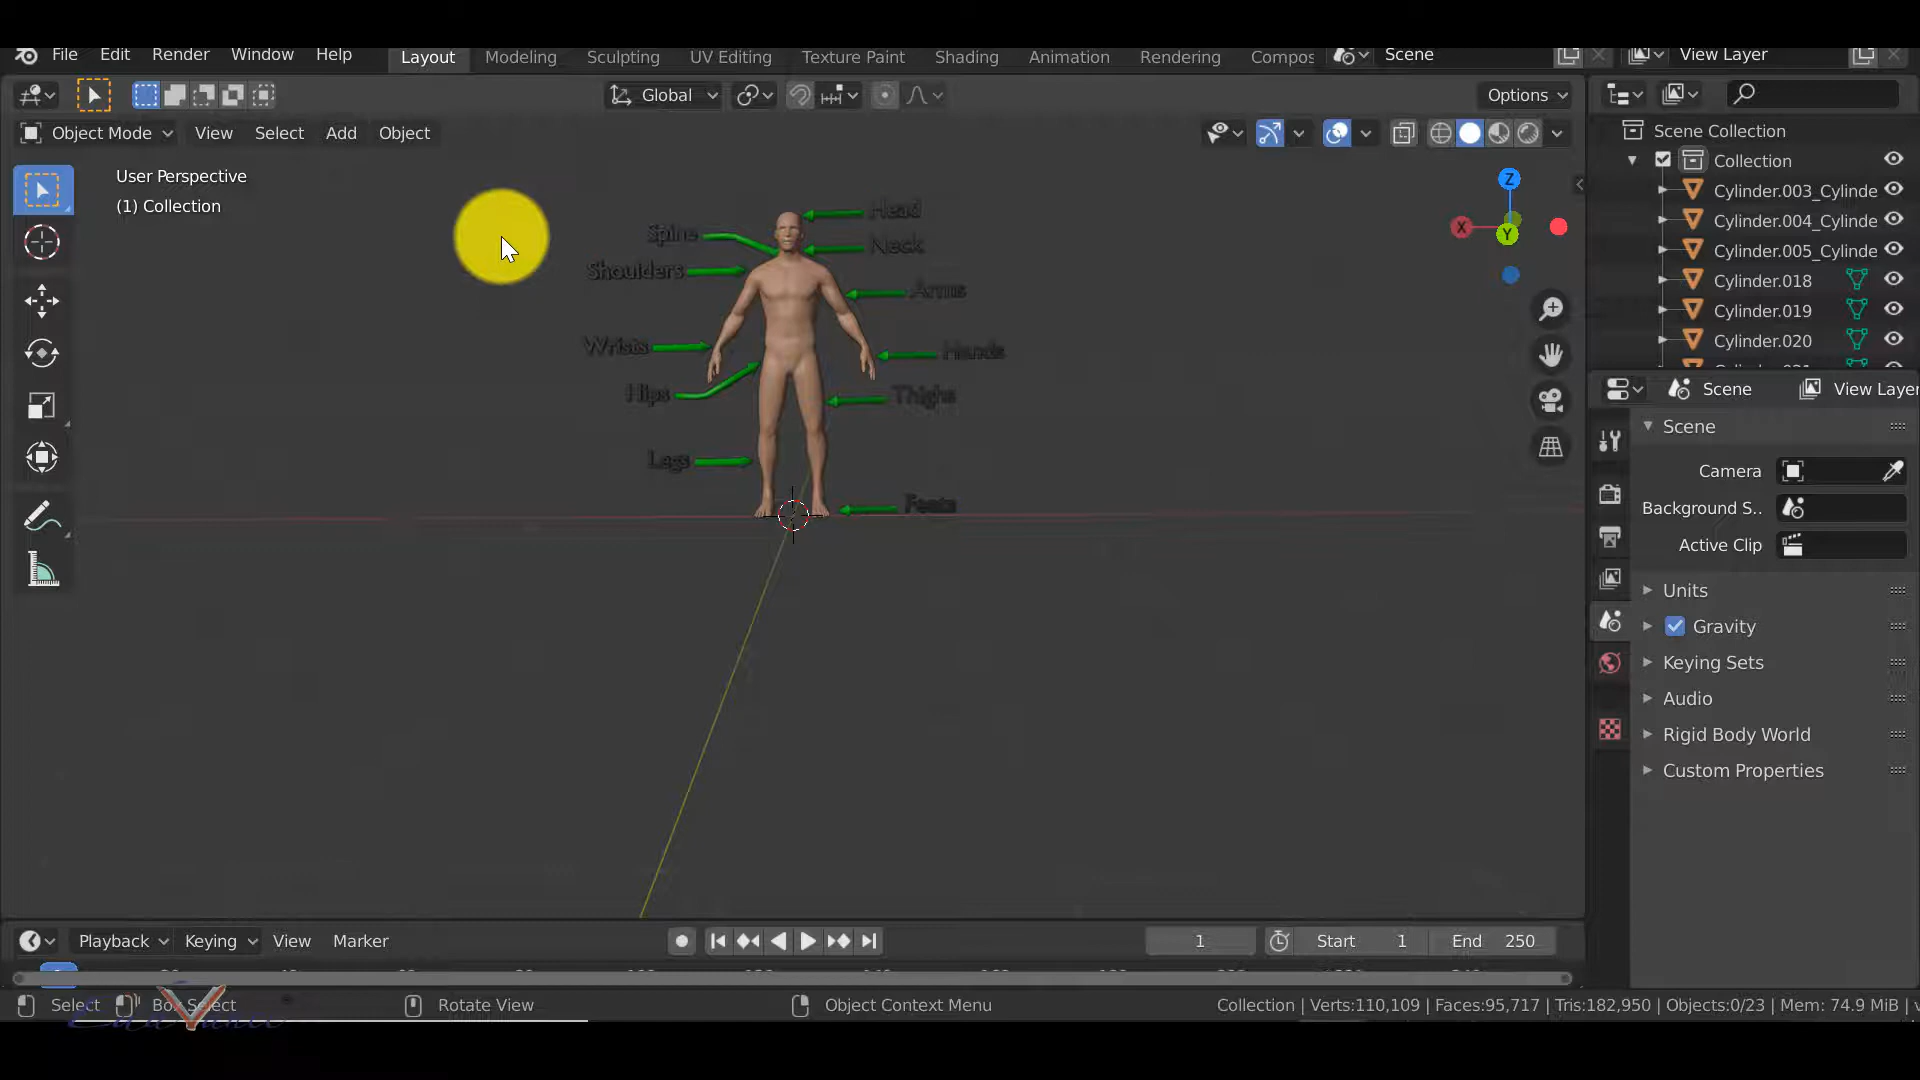 File Edit Render Window Help Layout Modeling Sculpting UV Editing Texture Paint Shading Animation Rendering Compos Scene View Layer
Global Options
Object Mode View Select Add Object
Scene Collection
Collection
User Perspective
(1) Collection
Z
X
Y
Cylinder.003_Cylinde
Cylinder.004_Cylinde
Cylinder.005_Cylinde
Cylinder.018
Cylinder.019
Cylinder.020
Head
Spine
Neck
Shoulders
Arms
Wrists
Hands
Hips
Thighs
Legs
Feets
Scene View Layer
Scene
Camera
Background S..
Active Clip
Units
Gravity
Keying Sets
Audio
Rigid Body World
Custom Properties
Playback Keying View Marker 1 Start 1 End 250
Select Box Select Rotate View Object Context Menu Collection | Verts:110,109 | Faces:95,717 | Tris:182,950 | Objects:0/23 | Mem: 74.9 MiB | v